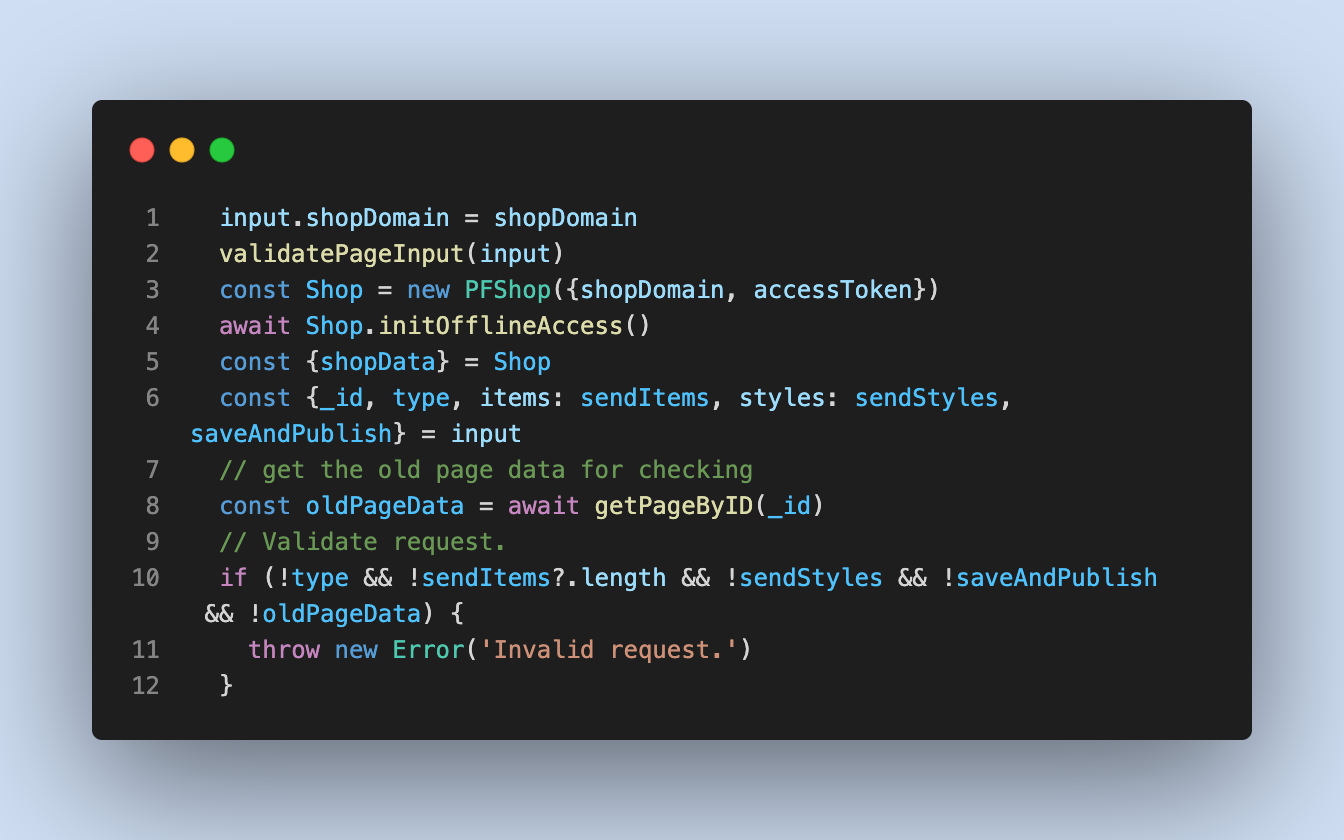 1 input.shopDomain = shopDomain
2 validatePageInput(input)
3 const Shop = new PFShop({shopDomain, accessToken})
4 await Shop.initOfflineAccess()
5 const {shopData} = Shop
6 const {_id, type, items: sendItems, styles: sendStyles,
saveAndPublish} = input
7 // get the old page data for checking
8 const oldPageData = await getPageByID(_id)
9 // Validate request.
10 if (!type && !sendItems?.length && !sendStyles && !saveAndPublish
&& !oldPageData) {
11 throw new Error('Invalid request.')
12 }